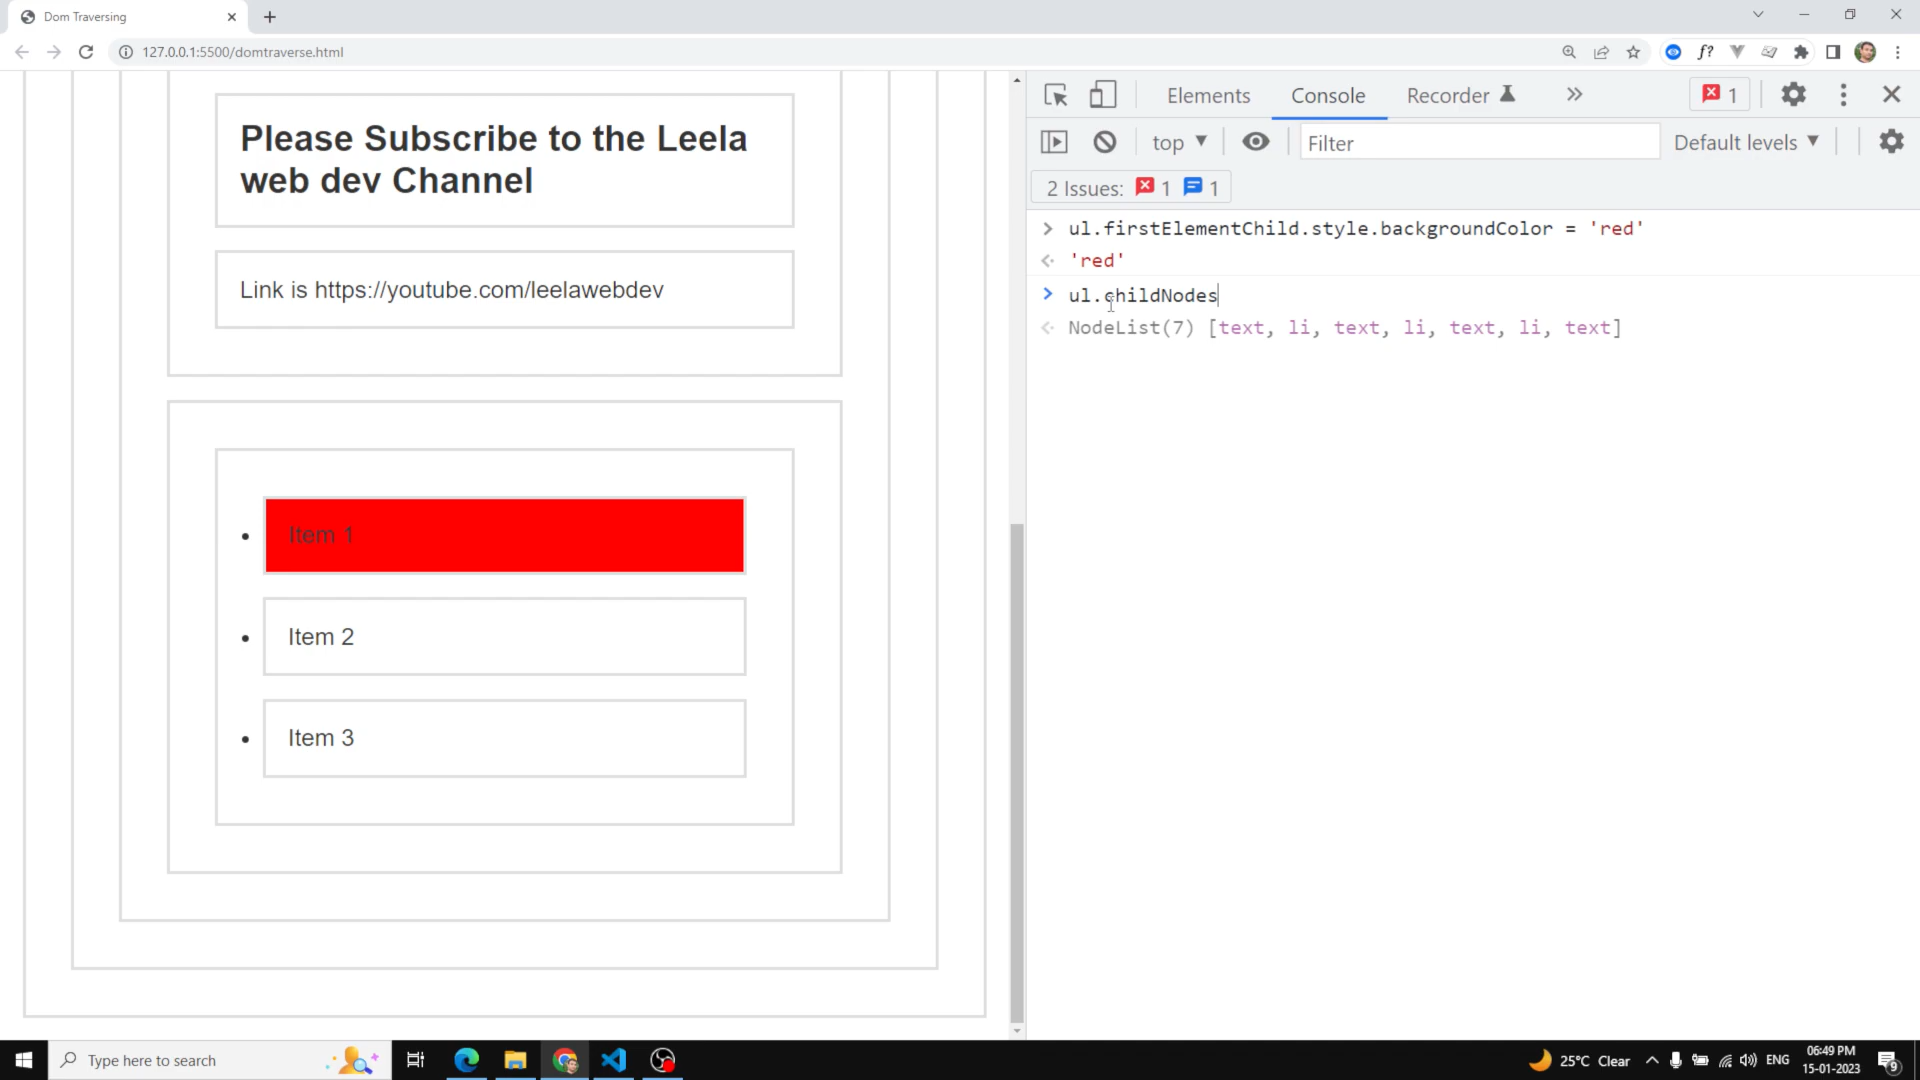 Dom Traversing
127.0.0.1:5500/domtraverse.html
f?
Please Subscribe to the Leela
web dev Channel
Link is https://youtube.com/leelawebdev
Item 1
Item 2
Item 3
Elements
Console
Recorder
1
top
Filter
Default levels
2 Issues: 1 1
ul.firstElementChild.style.backgroundColor = 'red'
'red'
ul.childNodes
NodeList(7) [text, li, text, li, text, li, text]
Type here to search
25°C Clear
ENG
06:49 PM
15-01-2023
9